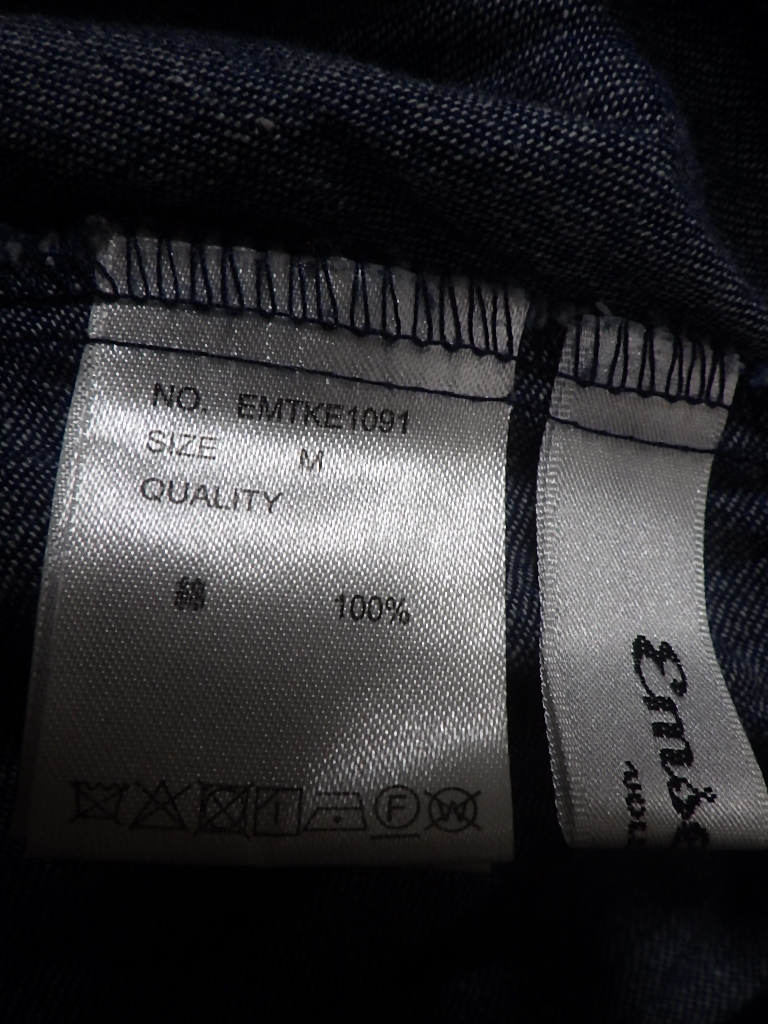 NO. EMTKE1091
SIZE M
QUALITY
綿 100%
F W